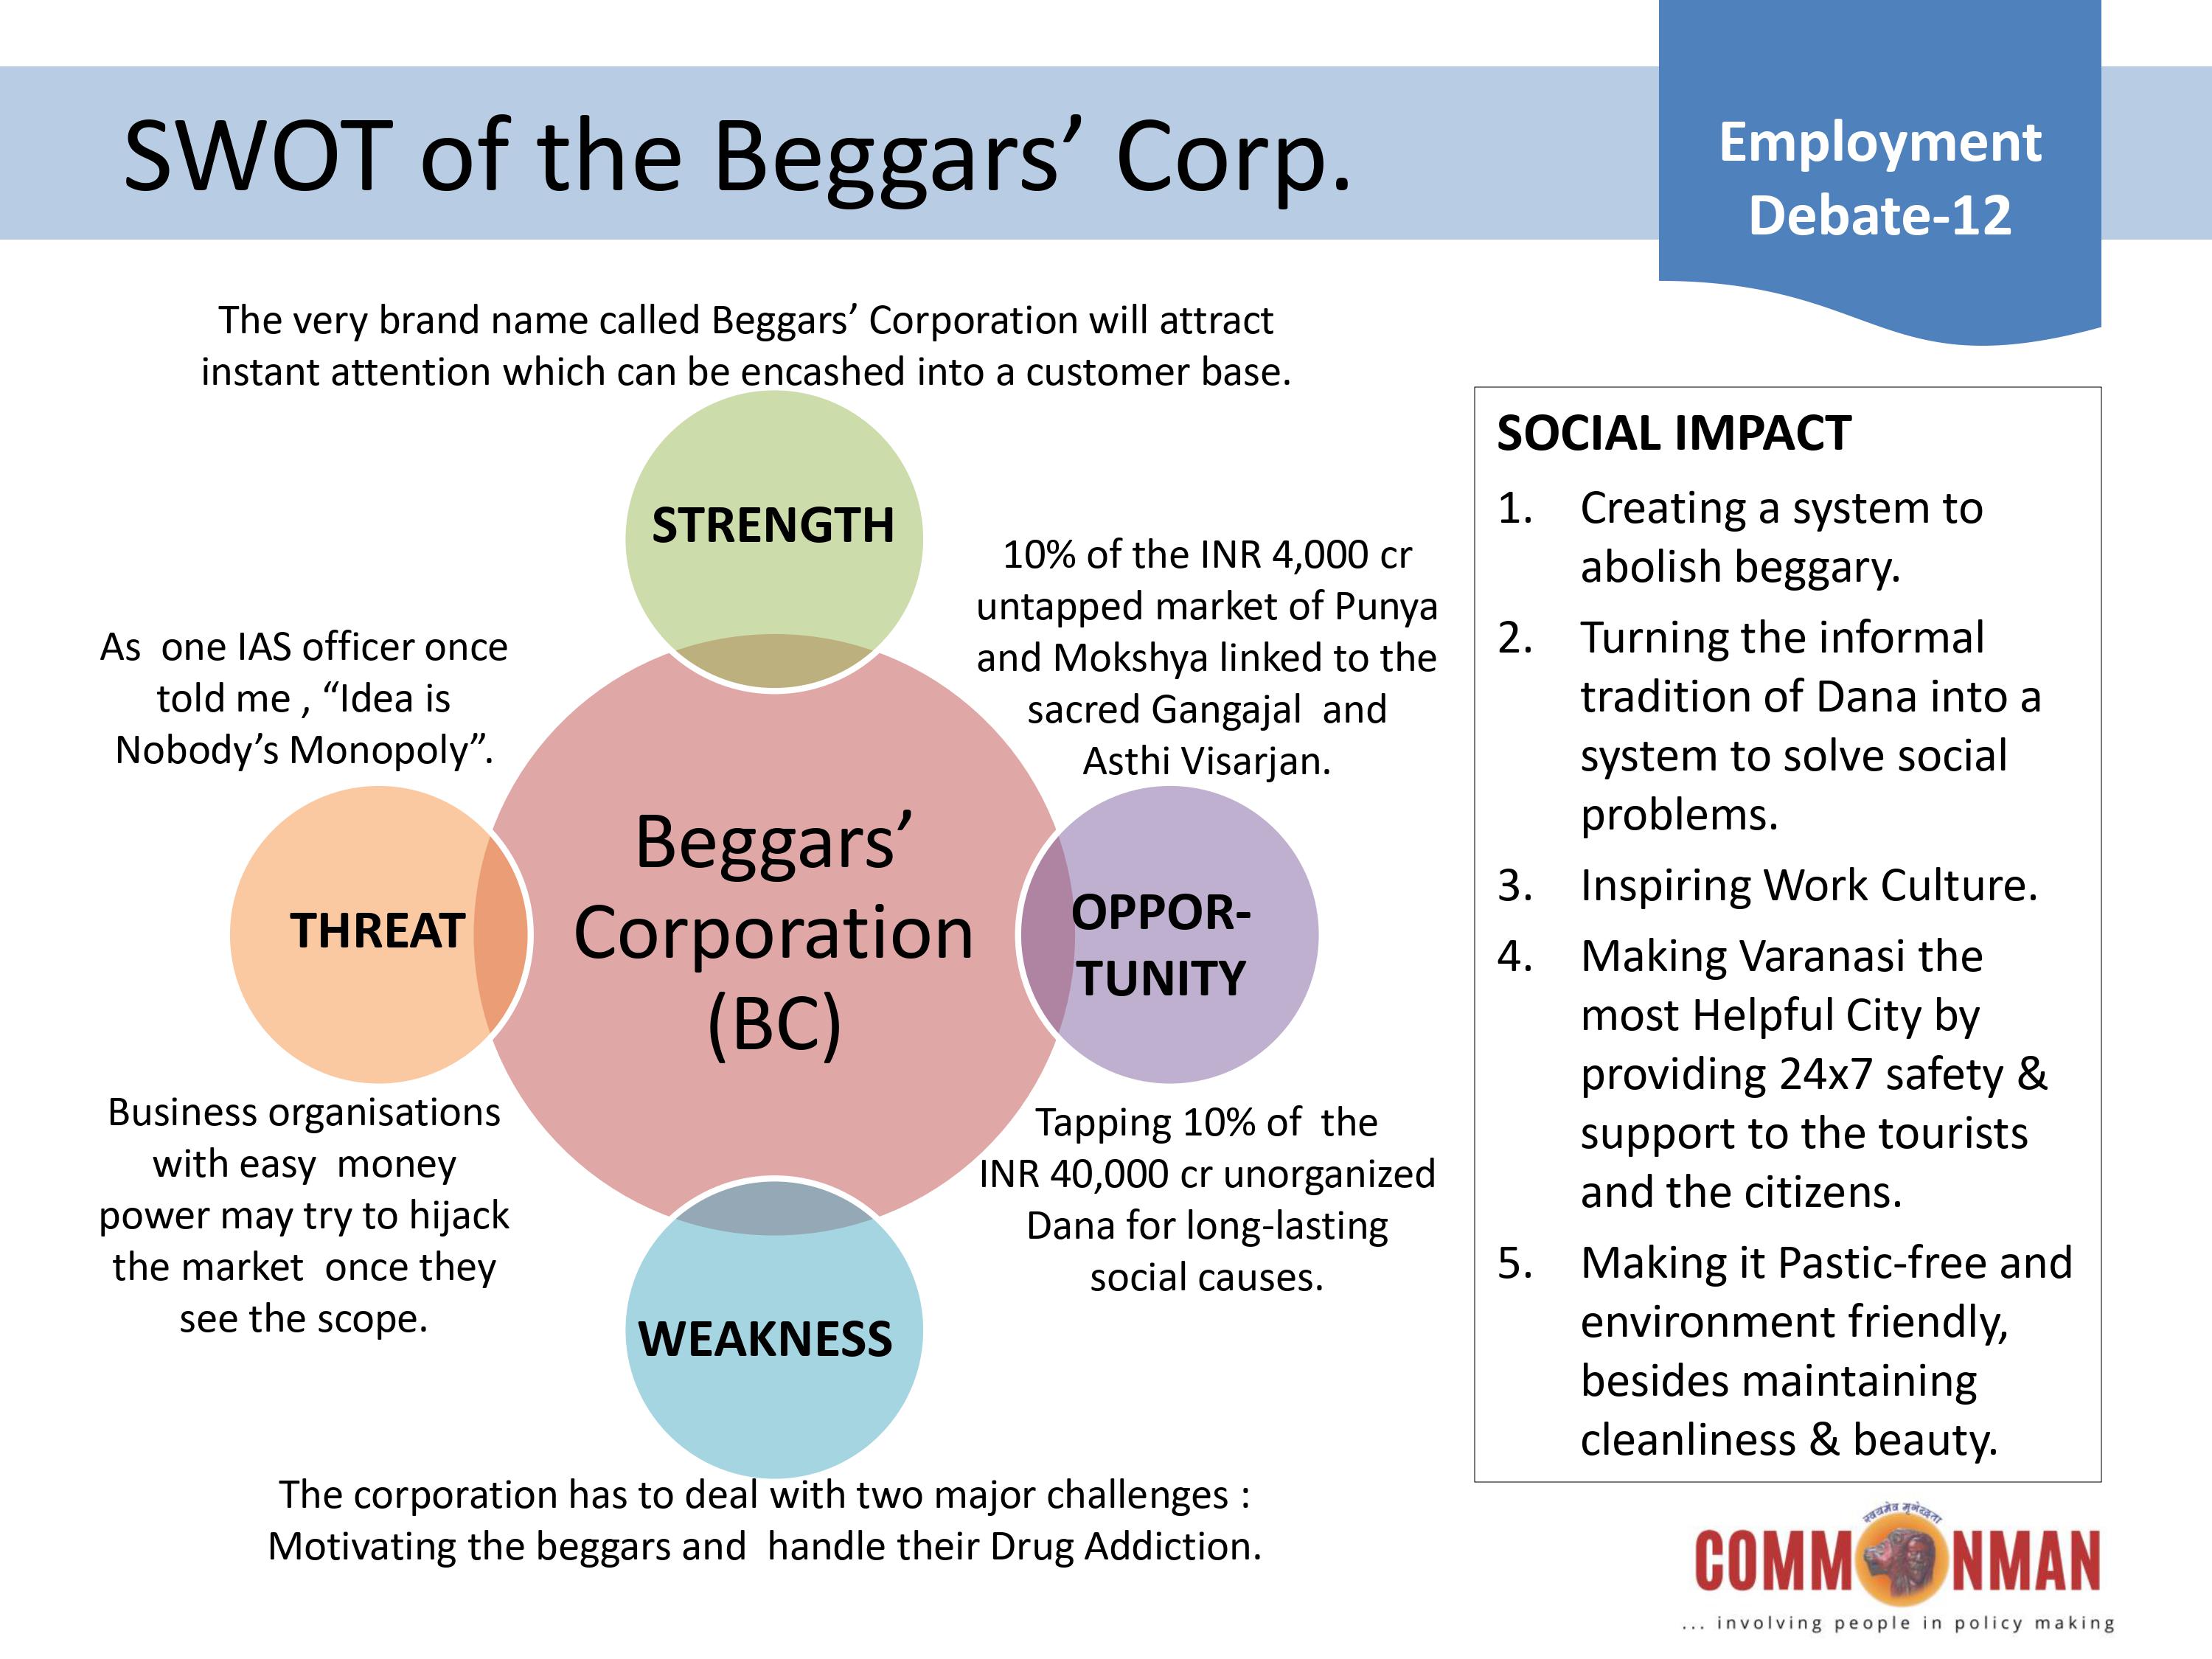 SWOT of the Beggars’ Corp.
Employment
Debate-12
The very brand name called Beggars’ Corporation will attract
instant attention which can be encashed into a customer base.
STRENGTH
10% of the INR 4,000 cr
untapped market of Punya
and Mokshya linked to the
sacred Gangajal and
Asthi Visarjan.
As one IAS officer once
told me , “Idea is
Nobody’s Monopoly”.
THREAT
Beggars’
Corporation
(BC)
OPPOR-
TUNITY
Business organisations
with easy money
power may try to hijack
the market once they
see the scope.
Tapping 10% of the
INR 40,000 cr unorganized
Dana for long-lasting
social causes.
WEAKNESS
The corporation has to deal with two major challenges :
Motivating the beggars and handle their Drug Addiction.
SOCIAL IMPACT
1. Creating a system to
abolish beggary.
2. Turning the informal
tradition of Dana into a
system to solve social
problems.
3. Inspiring Work Culture.
4. Making Varanasi the
most Helpful City by
providing 24x7 safety &
support to the tourists
and the citizens.
5. Making it Pastic-free and
environment friendly,
besides maintaining
cleanliness & beauty.
स्वयमेव मृगेन्द्रता
COMMONMAN
... involving people in policy making